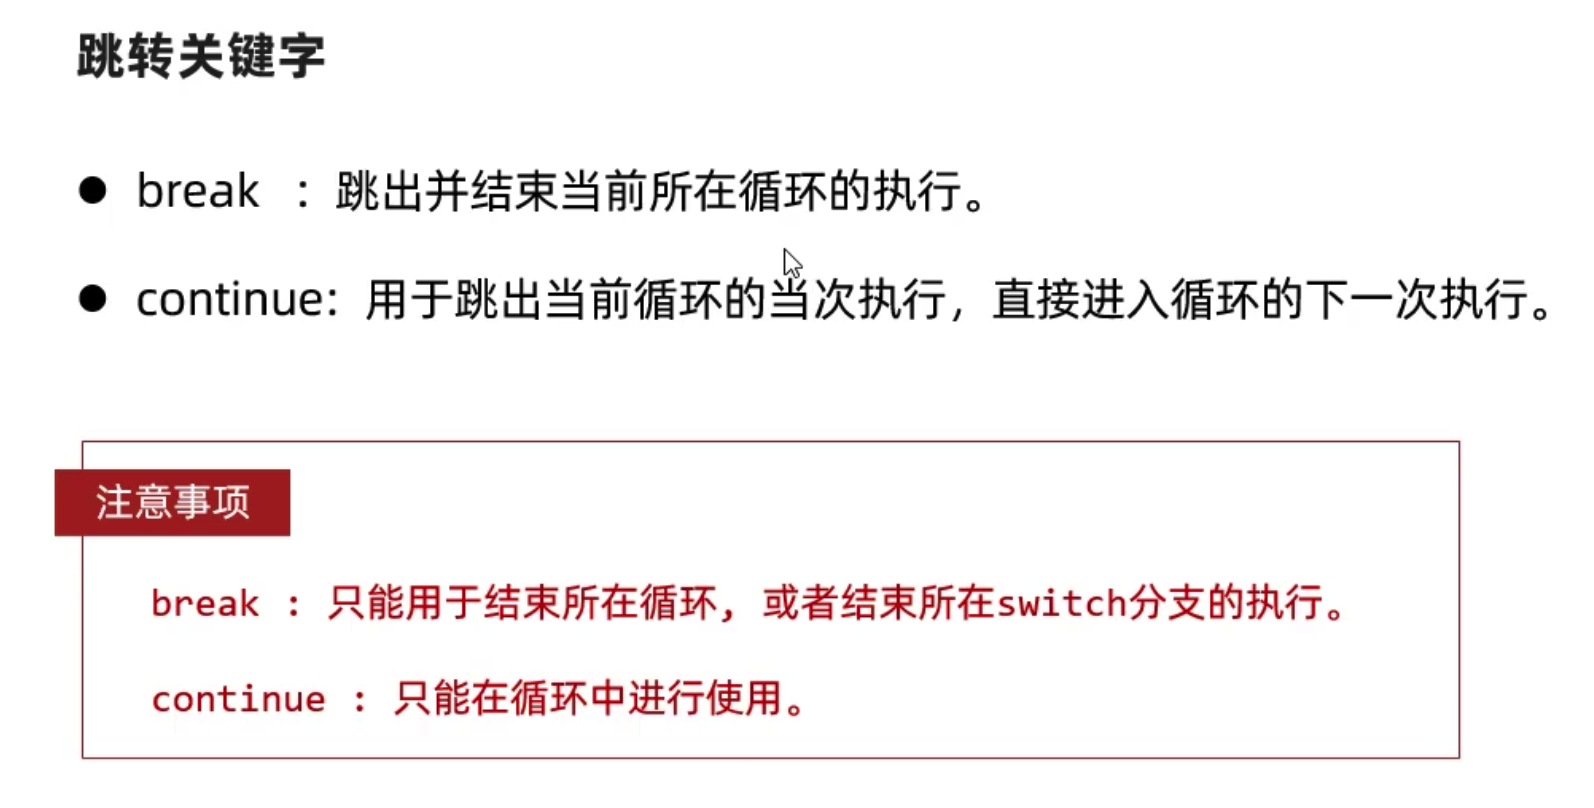 跳转关键字
● break ：跳出并结束当前所在循环的执行。
● continue：用于跳出当前循环的当次执行，直接进入循环的下一次执行。
注意事项
break : 只能用于结束所在循环, 或者结束所在switch分支的执行。
continue : 只能在循环中进行使用。